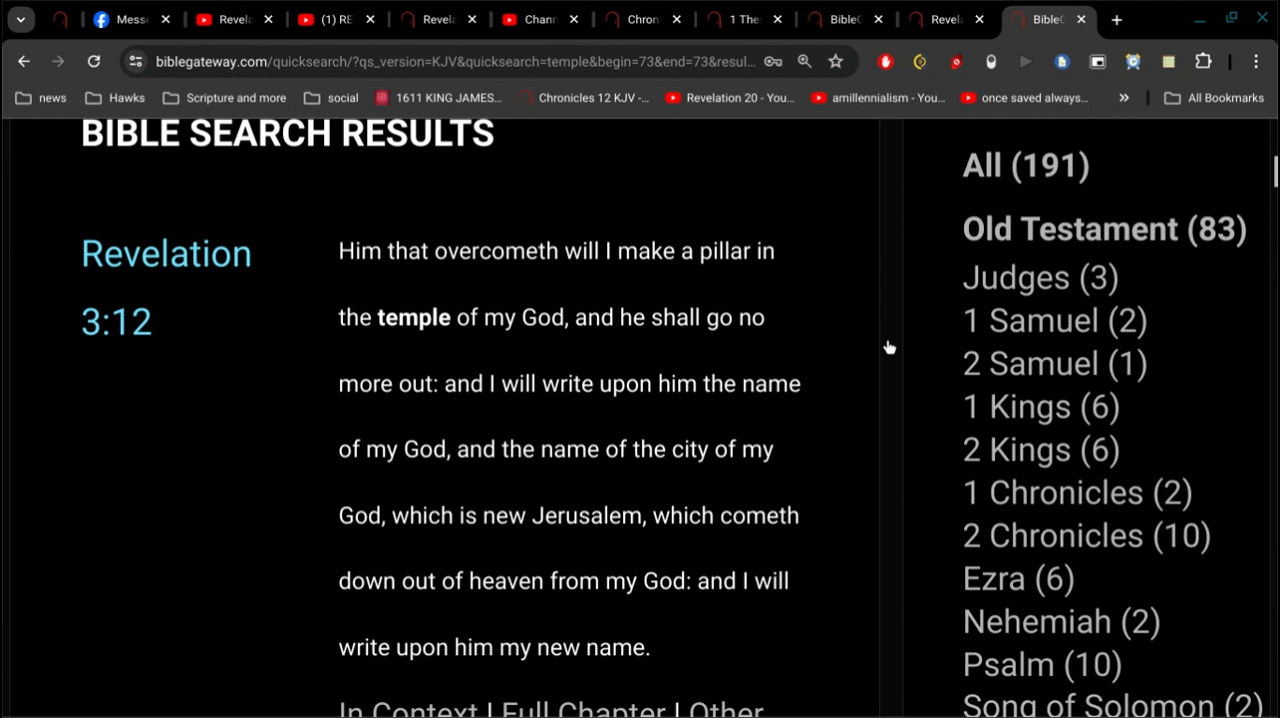 Messe
Revela
(1) RE
Revela
Chann
Chron
1 The
BibleG
Revela
BibleG
biblegateway.com/quicksearch/?qs_version=KJV&quicksearch=temple&begin=73&end=73&resul...
news
Hawks
Scripture and more
social
1611 KING JAMES...
Chronicles 12 KJV -...
Revelation 20 - You...
amillennialism - You...
once saved always...
All Bookmarks
BIBLE SEARCH RESULTS
Revelation
3:12
Him that overcometh will I make a pillar in
the temple of my God, and he shall go no
more out: and I will write upon him the name
of my God, and the name of the city of my
God, which is new Jerusalem, which cometh
down out of heaven from my God: and I will
write upon him my new name.
In Context | Full Chapter | Other
All (191)
Old Testament (83)
Judges (3)
1 Samuel (2)
2 Samuel (1)
1 Kings (6)
2 Kings (6)
1 Chronicles (2)
2 Chronicles (10)
Ezra (6)
Nehemiah (2)
Psalm (10)
Song of Solomon (2)